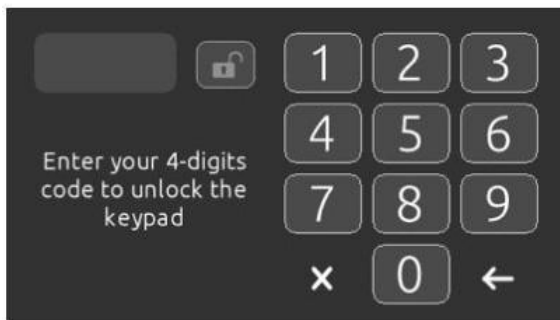 1 2 3
4 5 6
Enter your 4-digits
code to unlock the
keypad
7 8 9
× 0 ←